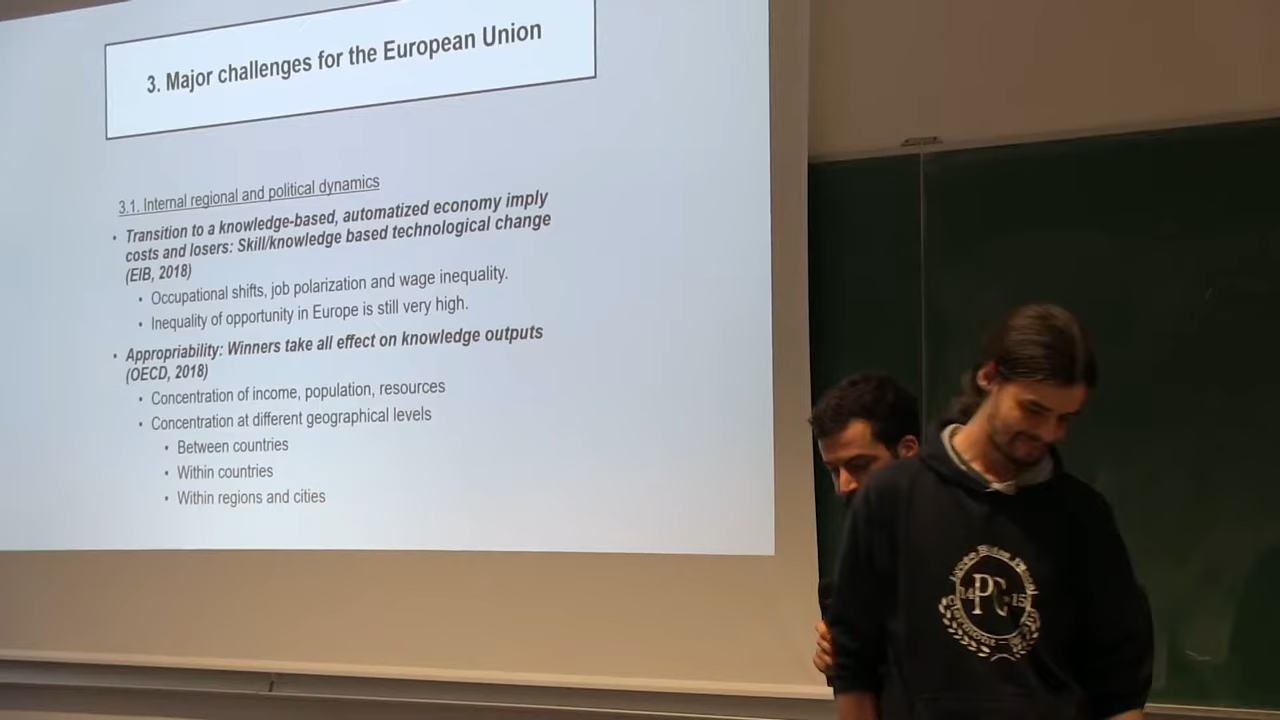 3. Major challenges for the European Union
3.1. Internal regional and political dynamics
• Transition to a knowledge-based, automatized economy imply
costs and losers: Skill/knowledge based technological change
(EIB, 2018)
• Occupational shifts, job polarization and wage inequality.
• Inequality of opportunity in Europe is still very high.
• Appropriability: Winners take all effect on knowledge outputs
(OECD, 2018)
• Concentration of income, population, resources
• Concentration at different geographical levels
• Between countries
• Within countries
• Within regions and cities
14 PC 15
Clermont